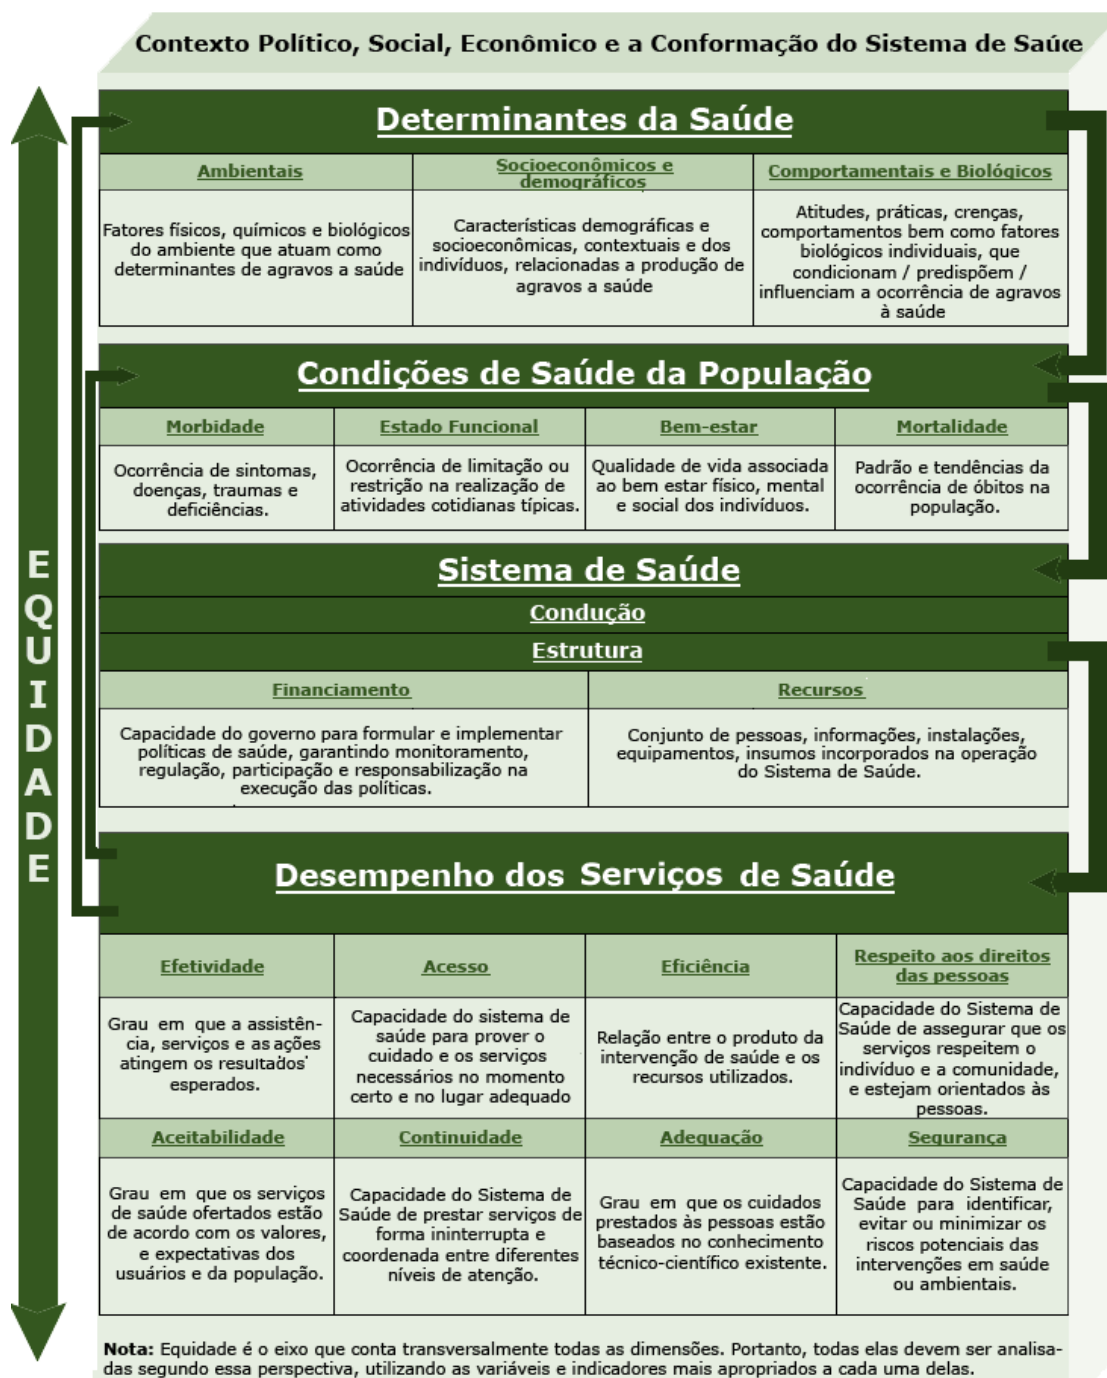 Contexto Político, Social, Econômico e a Conformação do Sistema de Saúde
EQUIDADE
Determinantes da Saúde
Ambientais
Fatores físicos, químicos e biológicos
do ambiente que atuam como
determinantes de agravos a saúde
Socioeconômicos e
demográficos
Características demográficas e
socioeconômicas, contextuais e dos
indivíduos, relacionadas a produção de
agravos a saúde
Comportamentais e Biológicos
Atitudes, práticas, crenças,
comportamentos bem como fatores
biológicos individuais, que
condicionam / predispõem /
influenciam a ocorrência de agravos
à saúde
Condições de Saúde da População
Morbidade
Ocorrência de sintomas,
doenças, traumas e
deficiências.
Estado Funcional
Ocorrência de limitação ou
restrição na realização de
atividades cotidianas típicas.
Bem-estar
Qualidade de vida associada
ao bem estar físico, mental
e social dos indivíduos.
Mortalidade
Padrão e tendências da
ocorrência de óbitos na
população.
Sistema de Saúde
Condução
Estrutura
Financiamento
Capacidade do governo para formular e implementar
políticas de saúde, garantindo monitoramento,
regulação, participação e responsabilização na
execução das políticas.
Recursos
Conjunto de pessoas, informações, instalações,
equipamentos, insumos incorporados na operação
do Sistema de Saúde.
Desempenho dos Serviços de Saúde
Efetividade
Grau em que a assistên-
cia, serviços e as ações
atingem os resultados
esperados.
Acesso
Capacidade do sistema de
saúde para prover o
cuidado e os serviços
necessários no momento
certo e no lugar adequado
Eficiência
Relação entre o produto da
intervenção de saúde e os
recursos utilizados.
Respeito aos direitos
das pessoas
Capacidade do Sistema de
Saúde de assegurar que os
serviços respeitem o
indivíduo e a comunidade,
e estejam orientados às
pessoas.
Aceitabilidade
Grau em que os serviços
de saúde ofertados estão
de acordo com os valores,
e expectativas dos
usuários e da população.
Continuidade
Capacidade do Sistema de
Saúde de prestar serviços de
forma ininterrupta e
coordenada entre diferentes
níveis de atenção.
Adequação
Grau em que os cuidados
prestados às pessoas estão
baseados no conhecimento
técnico-científico existente.
Segurança
Capacidade do Sistema de
Saúde para identificar,
evitar ou minimizar os
riscos potenciais das
intervenções em saúde
ou ambientais.
Nota: Equidade é o eixo que conta transversalmente todas as dimensões. Portanto, todas elas devem ser analisa-
das segundo essa perspectiva, utilizando as variáveis e indicadores mais apropriados a cada uma delas.